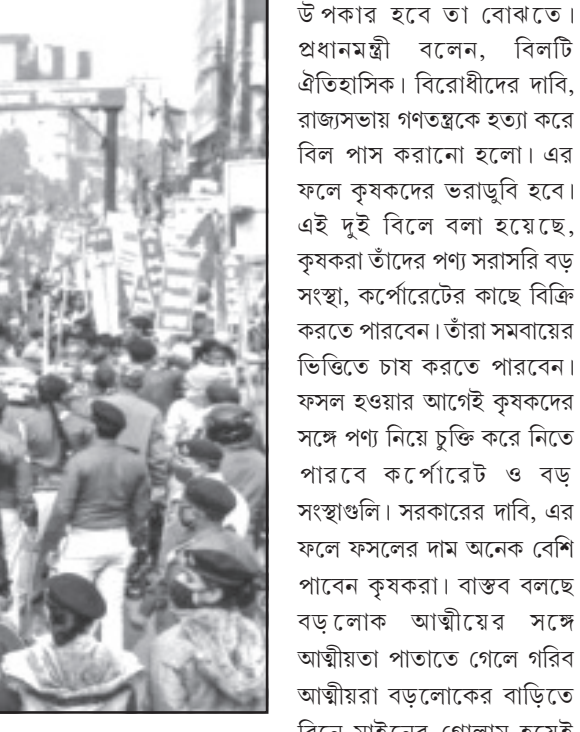 উপকার হবে তা বোঝতে।
প্রধানমন্ত্রী বলেন, বিলটি
ঐতিহাসিক। বিরোধীদের দাবি,
রাজ্যসভায় গণতন্ত্রকে হত্যা করে
বিল পাস করানো হলো। এর
ফলে কৃষকদের ভরাডুবি হবে।
এই দুই বিলে বলা হয়েছে,
কৃষকরা তাঁদের পণ্য সরাসরি বড়
সংস্থা, কর্পোরেটের কাছে বিক্রি
করতে পারবেন। তাঁরা সমবায়ের
ভিত্তিতে চাষ করতে পারবেন।
ফসল হওয়ার আগেই কৃষকদের
সঙ্গে পণ্য নিয়ে চুক্তি করে নিতে
পারবে কর্পোরেট ও বড়
সংস্থাগুলি। সরকারের দাবি, এর
ফলে ফসলের দাম অনেক বেশি
পাবেন কৃষকরা। বাস্তব বলছে
বড়লোক আত্মীয়ের সঙ্গে
আত্মীয়তা পাতাতে গেলে গরিব
আত্মীয়রা বড়লোকের বাড়িতে